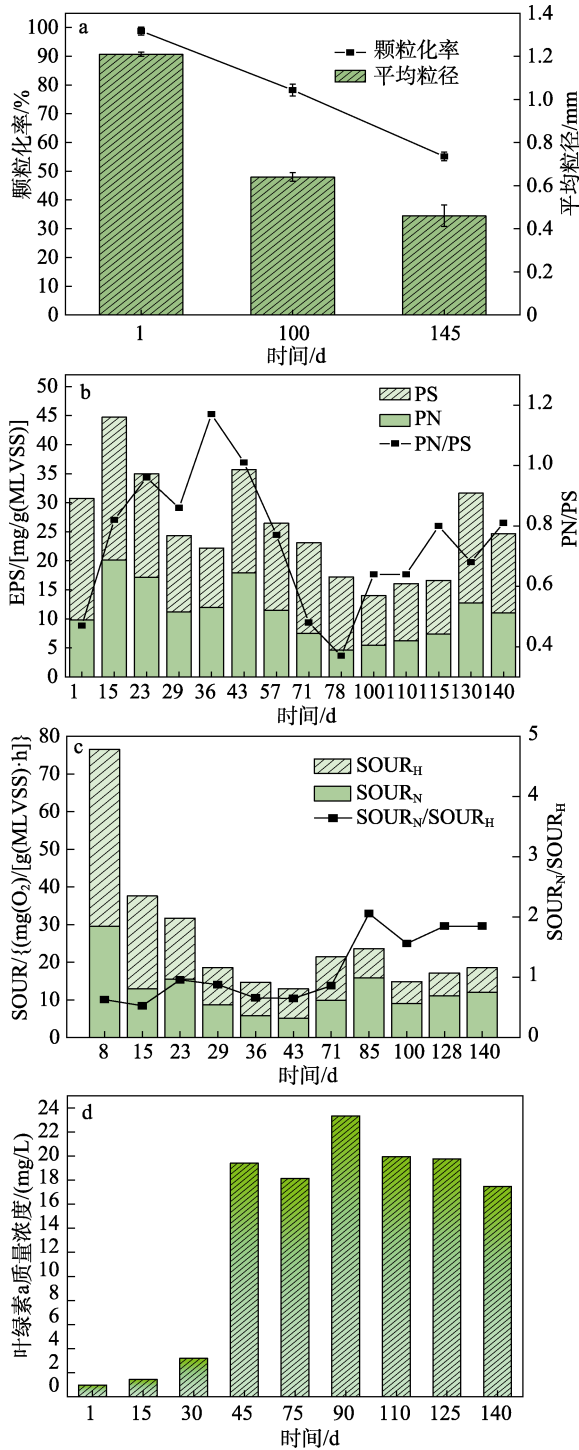 a
颗粒化率
平均粒径
颗粒化率/%
100
90
80
70
60
50
40
30
20
10
0
平均粒径/mm
1.4
1.2
1.0
0.8
0.6
0.4
0.2
0
1 100 145
时间/d
b
PS
PN
PN/PS
EPS/[mg/g(MLVSS)]
50
45
40
35
30
25
20
15
10
5
0
PN/PS
1.2
1.0
0.8
0.6
0.4
1 15 23 29 36 43 57 71 78 100 110 115 130 140
时间/d
c
SOURH
SOURN
SOURN/SOURH
SOUR/{(mg(O2)/[g(MLVSS)·h]}
80
70
60
50
40
30
20
10
0
SOURN/SOURH
5
4
3
2
1
0
8 15 23 29 36 43 71 85 100 128 140
时间/d
d
叶绿素a质量浓度/(mg/L)
24
22
20
18
16
14
12
10
8
6
4
2
0
1 15 30 45 75 90 110 125 140
时间/d